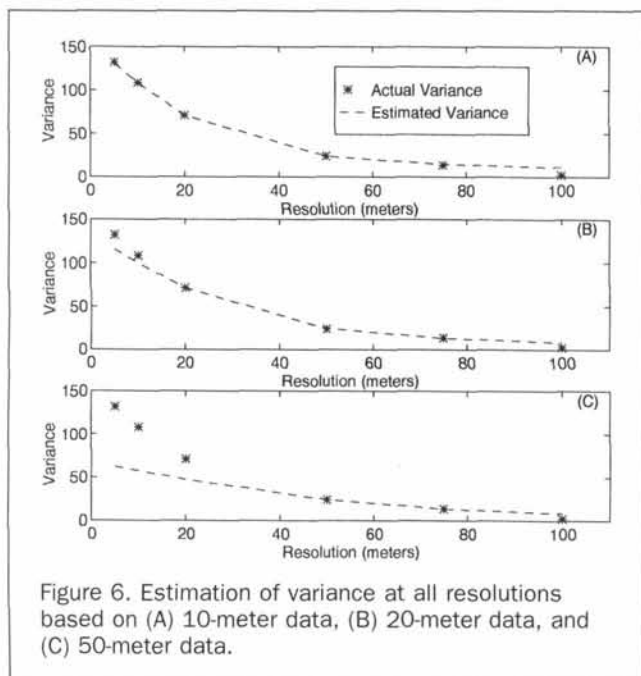 150
(A)
100
50
0
Variance
Actual Variance
Estimated Variance
0 20 40 60 80 100
Resolution (meters)
150
(B)
100
50
0
Variance
0 20 40 60 80 100
Resolution (meters)
150
(C)
100
50
0
Variance
0 20 40 60 80 100
Resolution (meters)
Figure 6. Estimation of variance at all resolutions
based on (A) 10-meter data, (B) 20-meter data, and
(C) 50-meter data.